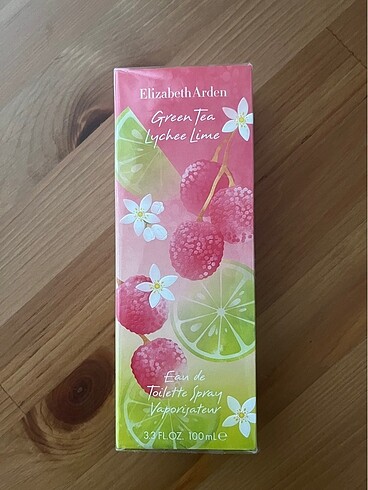 Elizabeth Arden
Green Tea
Lychee Lime
Eau de
Toilette Spray
Vaporisateur
3.3 FL.OZ. 100mL℮